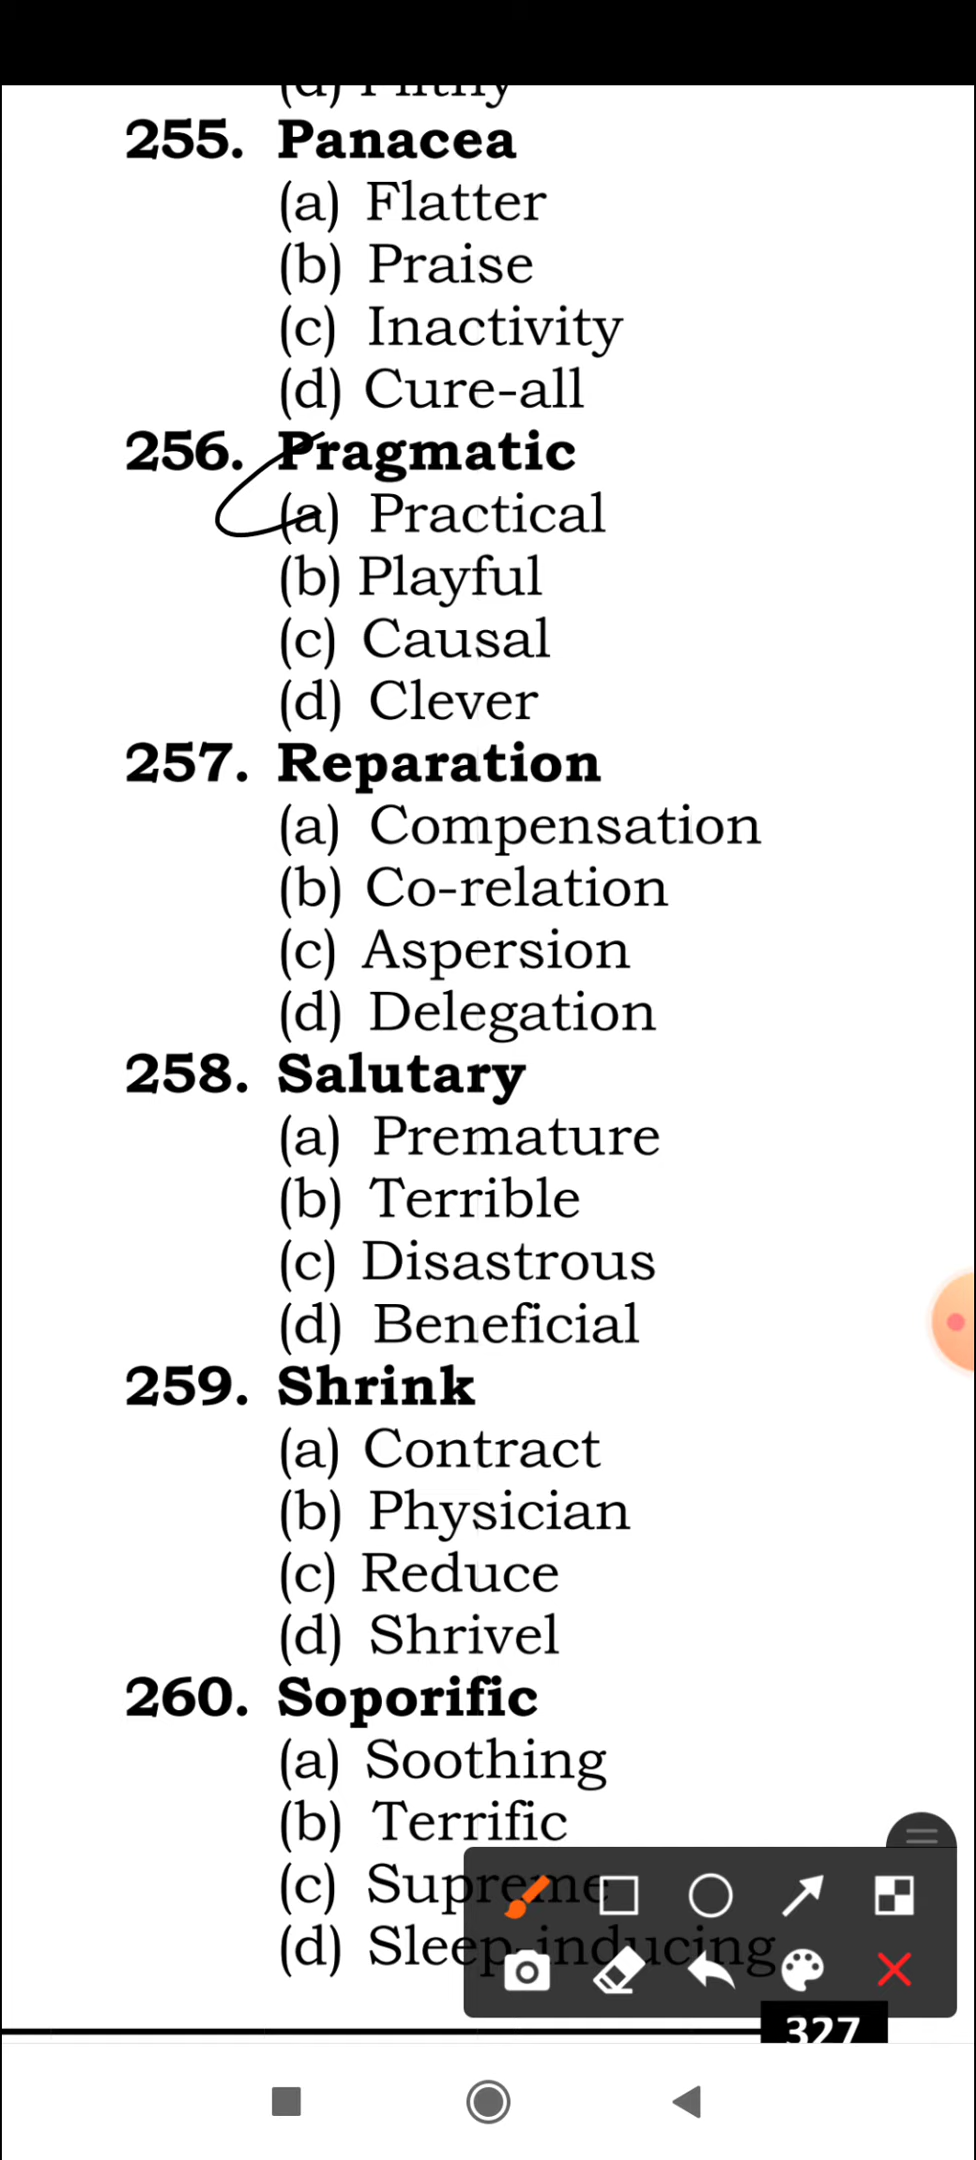 (d) Filthy
255. Panacea
(a) Flatter
(b) Praise
(c) Inactivity
(d) Cure-all
256. Pragmatic
(a) Practical
(b) Playful
(c) Causal
(d) Clever
257. Reparation
(a) Compensation
(b) Co-relation
(c) Aspersion
(d) Delegation
258. Salutary
(a) Premature
(b) Terrible
(c) Disastrous
(d) Beneficial
259. Shrink
(a) Contract
(b) Physician
(c) Reduce
(d) Shrivel
260. Soporific
(a) Soothing
(b) Terrific
(c) Supreme
(d) Sleep-inducing
327